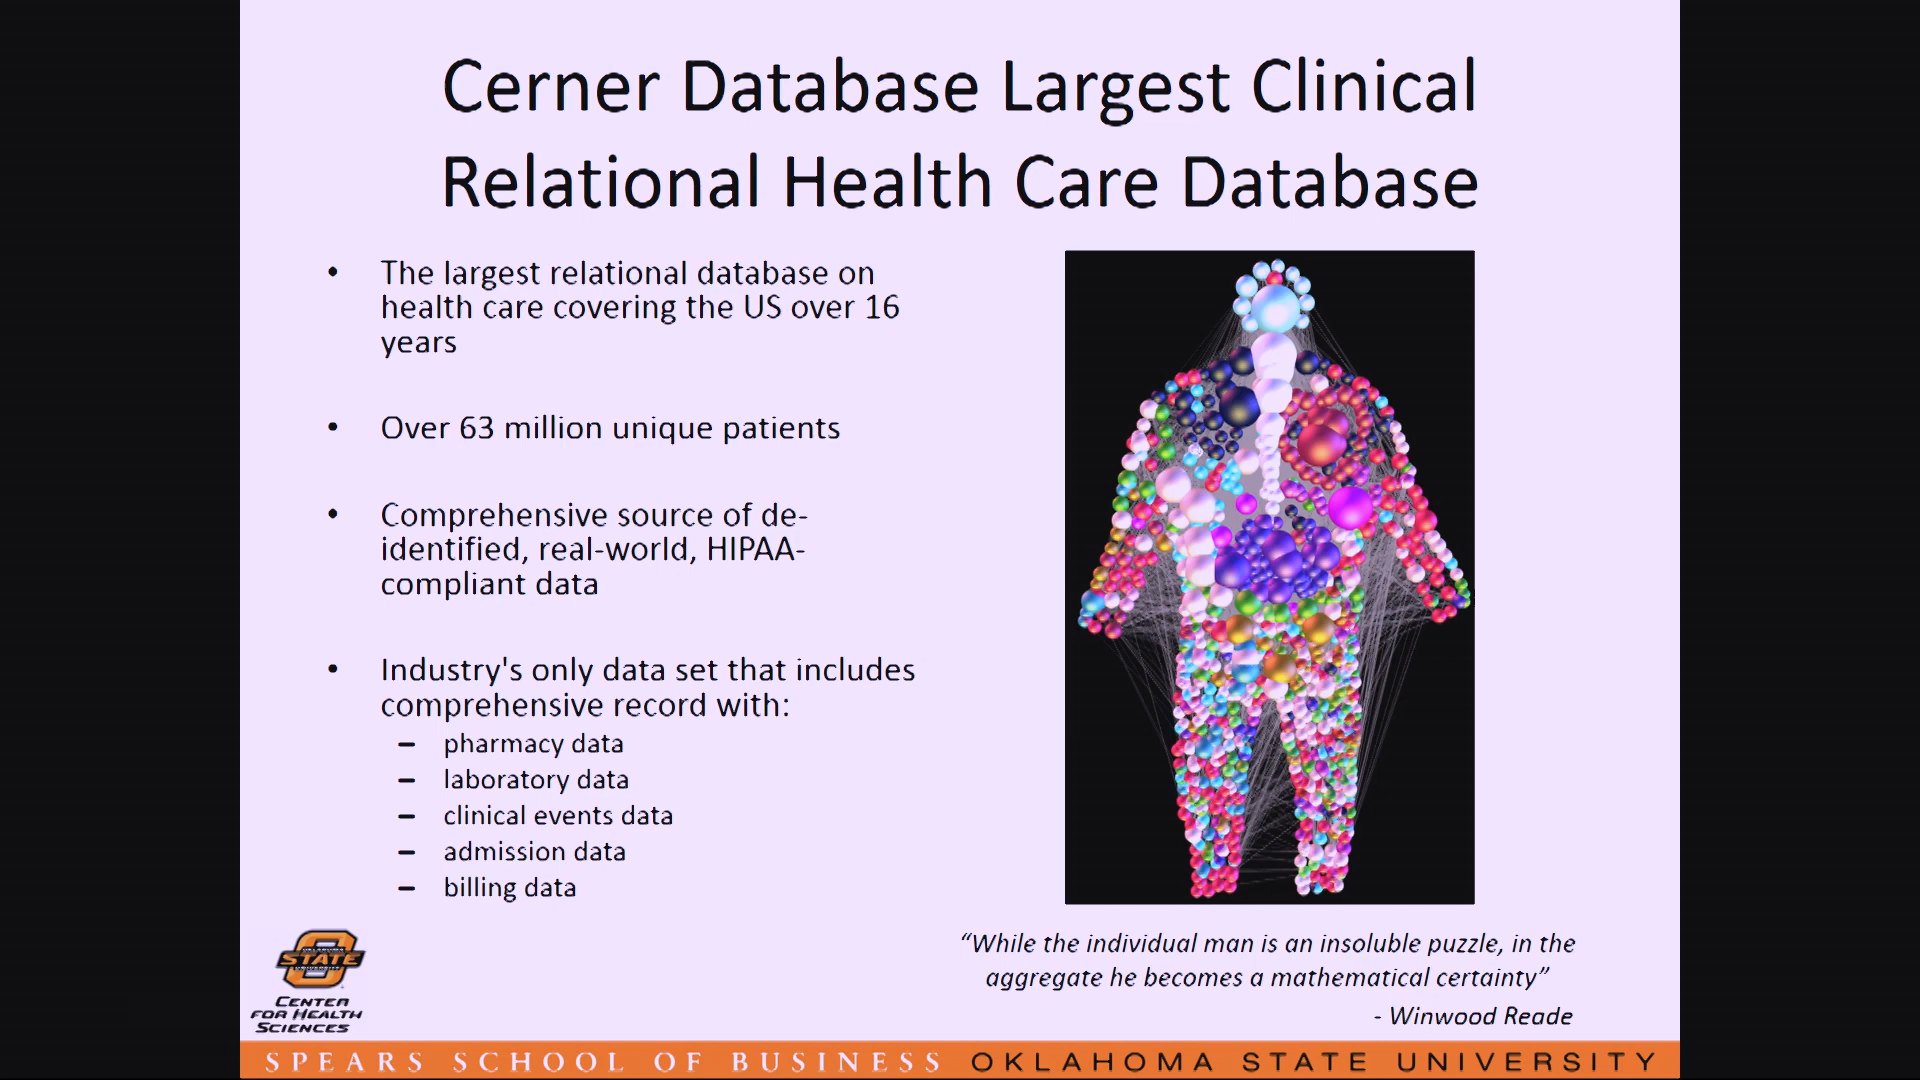 Cerner Database Largest Clinical
Relational Health Care Database
• The largest relational database on
health care covering the US over 16
years
• Over 63 million unique patients
• Comprehensive source of de-
identified, real-world, HIPAA-
compliant data
• Industry's only data set that includes
comprehensive record with:
– pharmacy data
– laboratory data
– clinical events data
– admission data
– billing data
“While the individual man is an insoluble puzzle, in the
aggregate he becomes a mathematical certainty”
- Winwood Reade
OKLAHOMA
STATE
UNIVERSITY
CENTER
FOR HEALTH
SCIENCES
SPEARS SCHOOL OF BUSINESS OKLAHOMA STATE UNIVERSITY